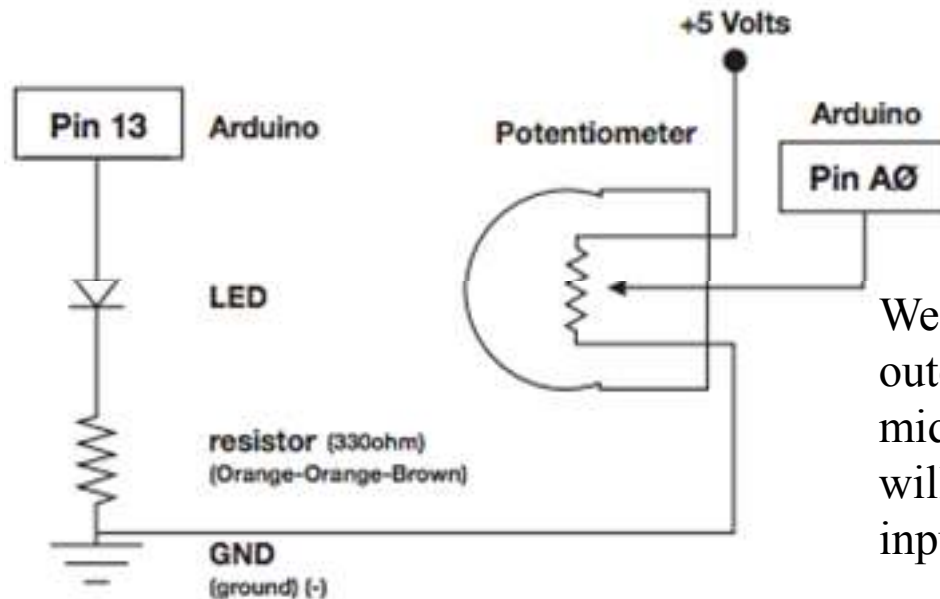 +5 Volts
Pin 13
Arduino
Potentiometer
Arduino
Pin AØ
LED
We
out
mid
wil
inp
resistor (330ohm)
(Orange-Orange-Brown)
GND
(ground) (-)